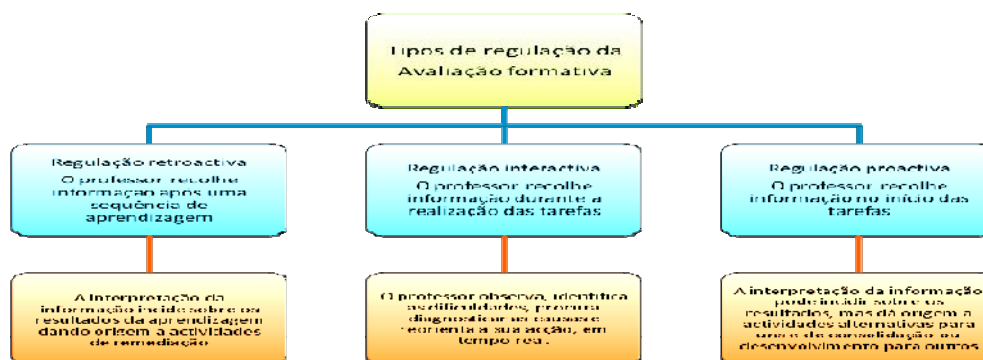 Tipos de regulação da
Avaliação formativa
Regulação retroactiva
O professor recolhe
informação após uma
sequência de
aprendizagem
Regulação interactiva
O professor recolhe
informação durante a
realização das tarefas
Regulação proactiva
O professor recolhe
informação no início das
tarefas
A interpretação da
informação incide sobre os
resultados da aprendizagem
dando origem a actividades
de remediação
O professor observa, identifica
as dificuldades, procura
diagnosticar as causas e
reorienta a sua acção, em
tempo real.
A interpretação da informação
pode incidir sobre os
resultados, mas dá origem a
actividades alternativas para
uns de consolidação ou
desenvolvimento para outros